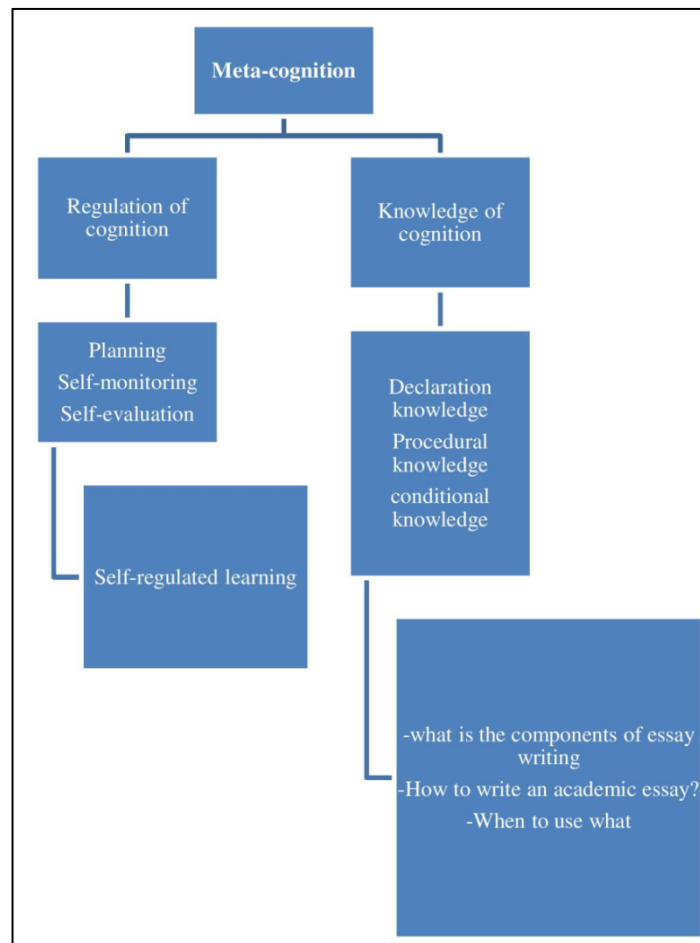 Meta-cognition
Regulation of
cognition
Knowledge of
cognition
Planning
Self-monitoring
Self-evaluation
Declaration
knowledge
Procedural
knowledge
conditional
knowledge
Self-regulated learning
-what is the components of essay
writing
-How to write an academic essay?
-When to use what